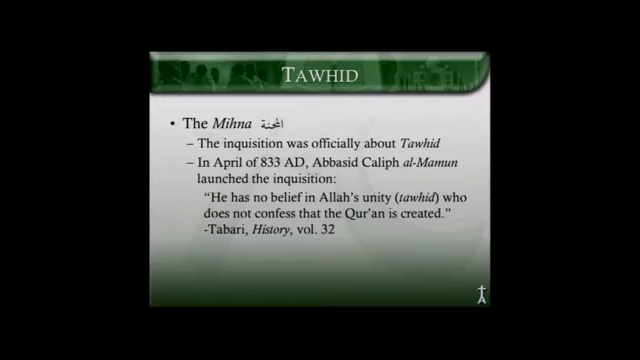 TAWHID
• The Mihna المحنة
– The inquisition was officially about Tawhid
– In April of 833 AD, Abbasid Caliph al-Mamun
launched the inquisition:
“He has no belief in Allah’s unity (tawhid) who
does not confess that the Qur’an is created.”
-Tabari, History, vol. 32